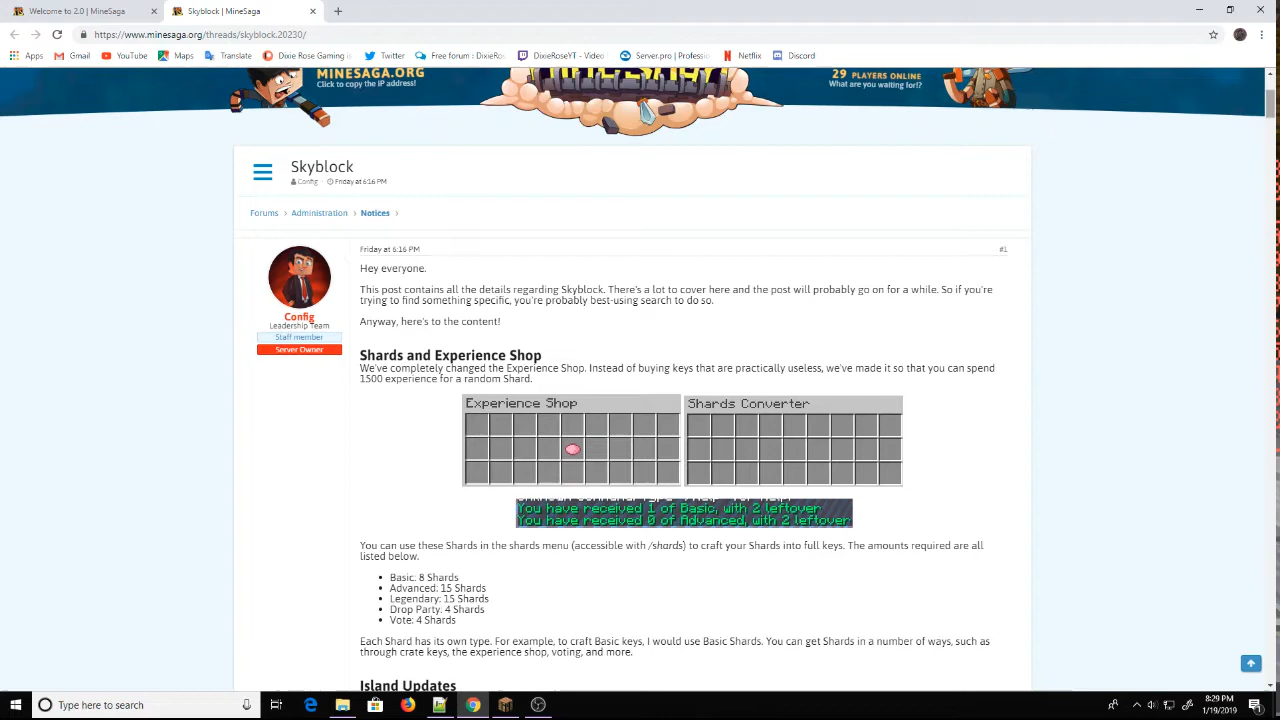 Welcome to 2.0 | MineSaga
Skyblock | MineSaga
https://www.minesaga.org/threads/skyblock.20230/
Apps
Gmail
YouTube
Maps
Translate
Dixie Rose Gaming is
Twitter
Free forum : DixieRos
DixieRoseYT - Video
Server.pro | Professio
Netflix
Discord
MINESAGA.ORG
Click to copy the IP address!
29 PLAYERS ONLINE
What are you waiting for!?
Skyblock
Config Friday at 6:16 PM
Forums > Administration > Notices >
Friday at 6:16 PM
#1
Config
Leadership Team
Staff member
Server Owner
Hey everyone.
This post contains all the details regarding Skyblock. There's a lot to cover here and the post will probably go on for a while. So if you're
trying to find something specific, you're probably best-using search to do so.
Anyway, here's to the content!
Shards and Experience Shop
We've completely changed the Experience Shop. Instead of buying keys that are practically useless, we've made it so that you can spend
1500 experience for a random Shard.
Experience Shop
Shards Converter
You have received 1 of Basic, with 2 leftover
You have received 0 of Advanced, with 2 leftover
You can use these Shards in the shards menu (accessible with /shards) to craft your Shards into full keys. The amounts required are all
listed below.
• Basic: 8 Shards
• Advanced: 15 Shards
• Legendary: 15 Shards
• Drop Party: 4 Shards
• Vote: 4 Shards
Each Shard has its own type. For example, to craft Basic keys, I would use Basic Shards. You can get Shards in a number of ways, such as
through crate keys, the experience shop, voting, and more.
Island Updates
Type here to search
8:29 PM
1/19/2019